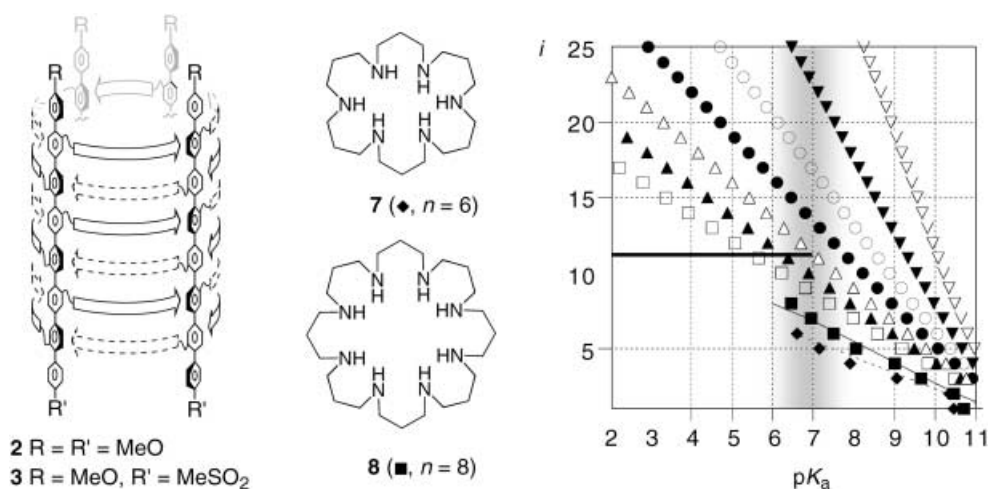 R
R
R
R
R'
R'
2 R = R' = MeO
3 R = MeO, R' = MeSO₂
NH
H
N
NH
HN
N
H
N
H
7 (◆, n = 6)
H
N
H
N
NH
HN
NH
HN
N
H
N
H
8 (■, n = 8)
i
25
20
15
10
5
2 3 4 5 6 7 8 9 10 11
pKa